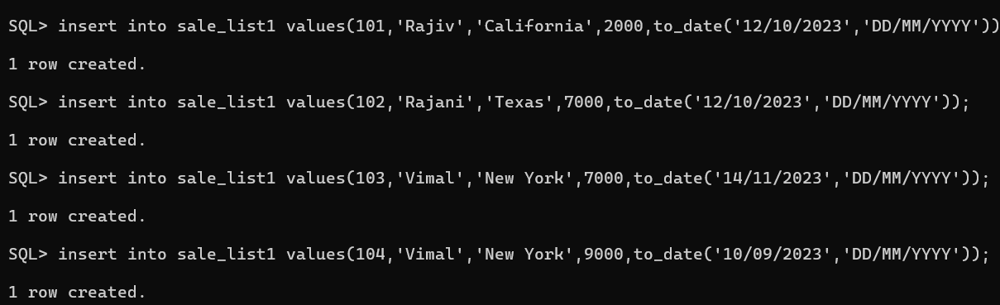 SQL> insert into sale_list1 values(101,'Rajiv','California',2000,to_date('12/10/2023','DD/MM/YYYY'))
1 row created.
SQL> insert into sale_list1 values(102,'Rajani','Texas',7000,to_date('12/10/2023','DD/MM/YYYY'));
1 row created.
SQL> insert into sale_list1 values(103,'Vimal','New York',7000,to_date('14/11/2023','DD/MM/YYYY'));
1 row created.
SQL> insert into sale_list1 values(104,'Vimal','New York',9000,to_date('10/09/2023','DD/MM/YYYY'));
1 row created.